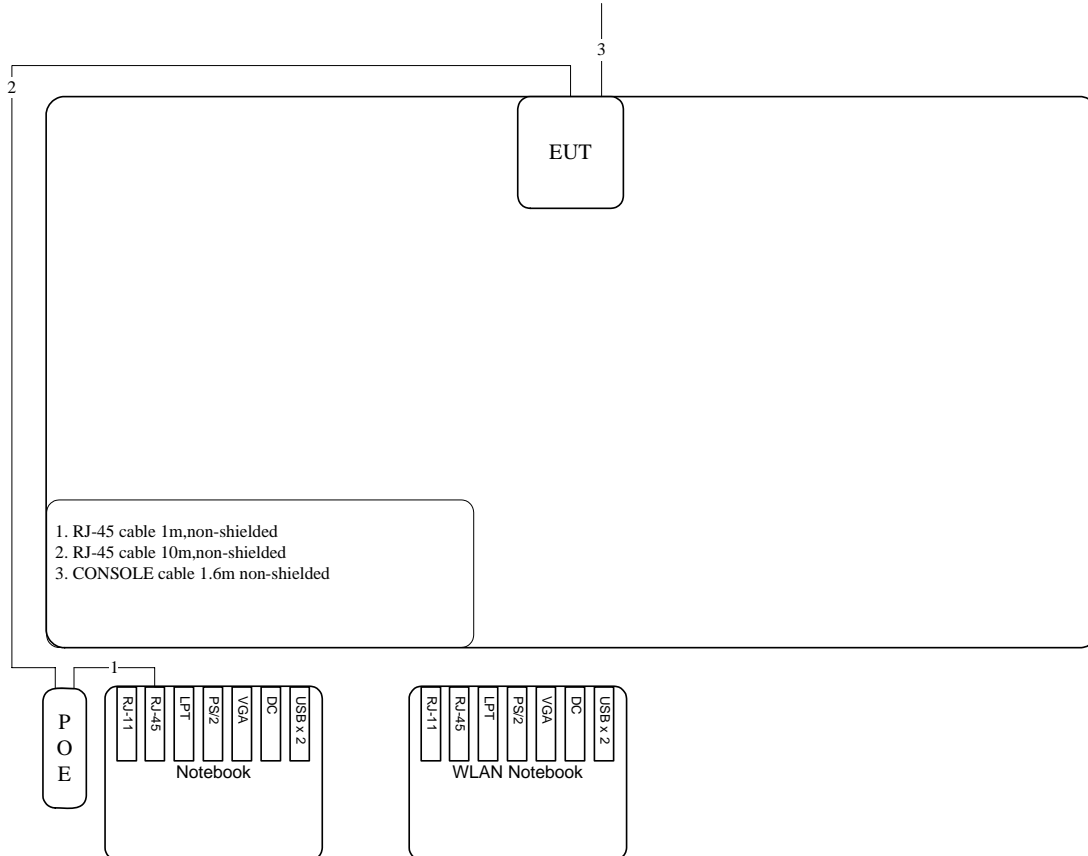 3
2
EUT
1. RJ-45 cable 1m,non-shielded
2. RJ-45 cable 10m,non-shielded
3. CONSOLE cable 1.6m non-shielded
1
P
O
E
RJ-11
RJ-45
LPT
PS/2
VGA
DC
USB x 2
Notebook
RJ-11
RJ-45
LPT
PS/2
VGA
DC
USB x 2
WLAN Notebook